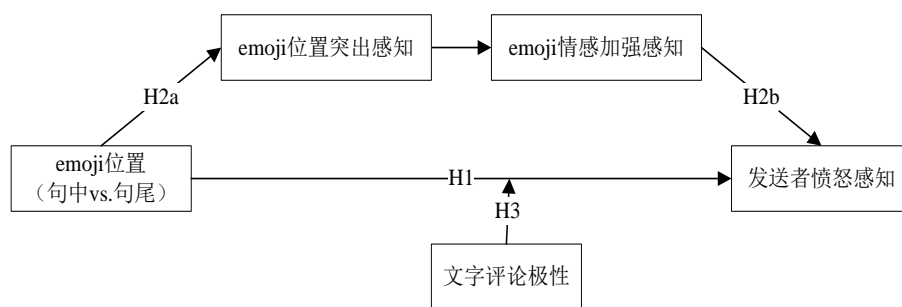 emoji位置突出感知
emoji情感加强感知
H2a
H2b
emoji位置
（句中vs.句尾）
H1
发送者愤怒感知
H3
文字评论极性